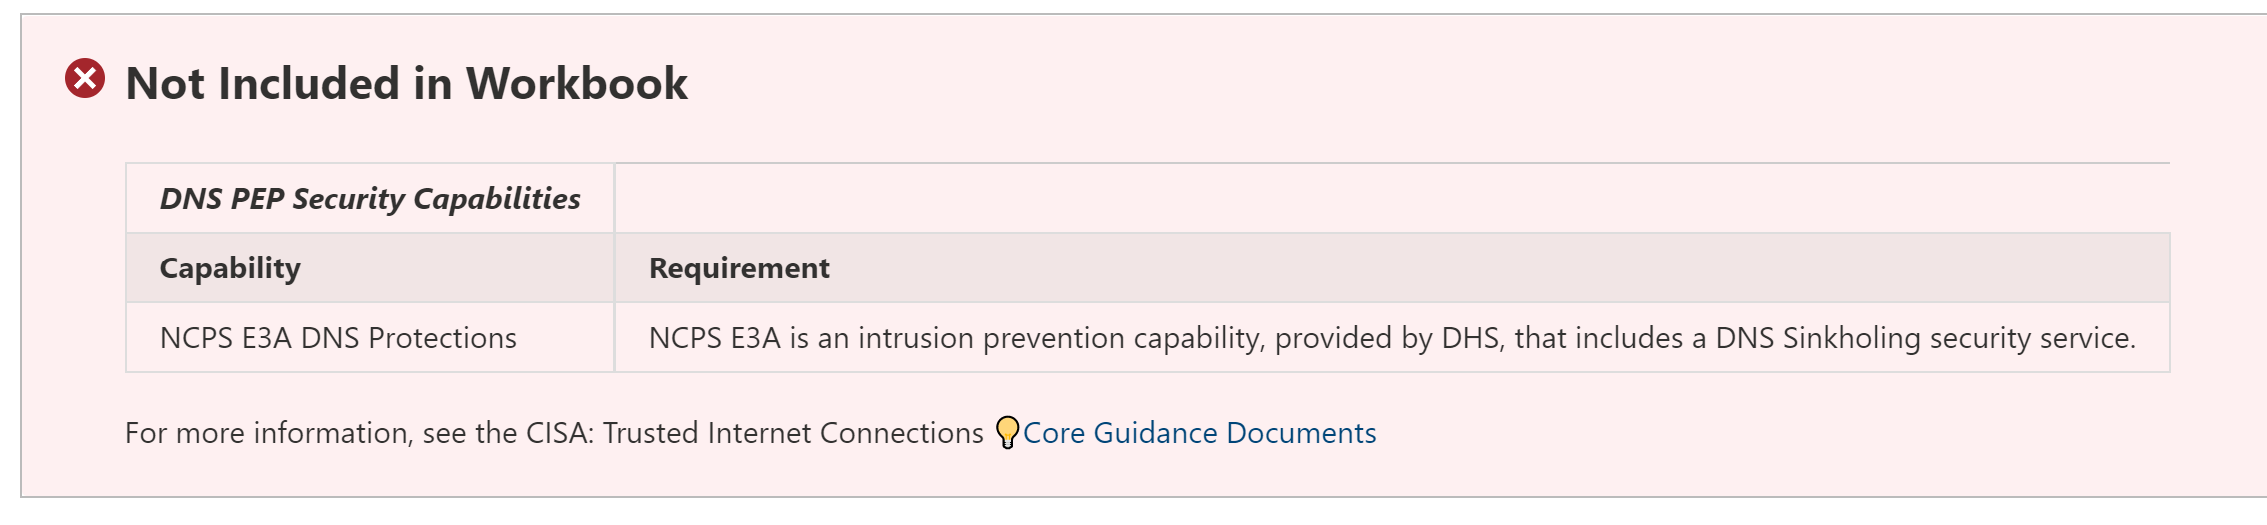 Not Included in Workbook
DNS PEP Security Capabilities
Capability Requirement
NCPS E3A DNS Protections NCPS E3A is an intrusion prevention capability, provided by DHS, that includes a DNS Sinkholing security service.
For more information, see the CISA: Trusted Internet Connections 💡Core Guidance Documents